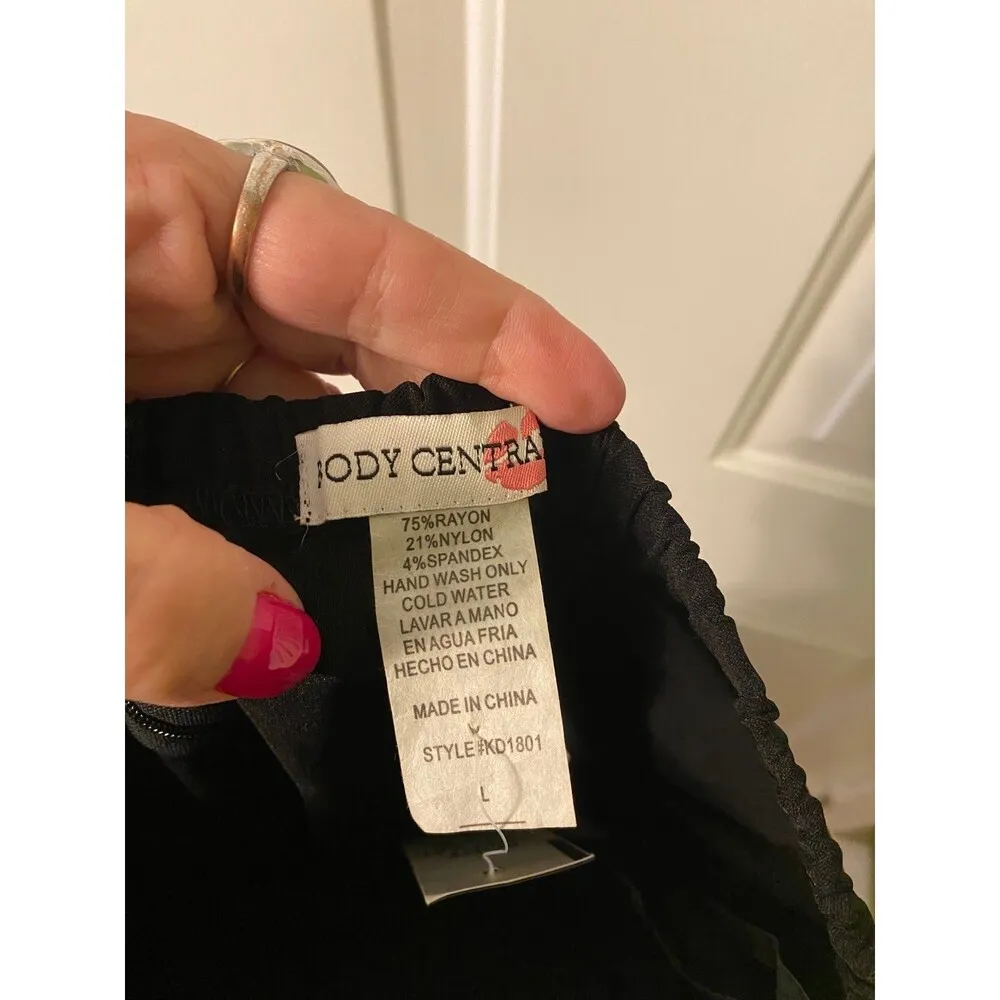 BODY CENTRA
75%RAYON
21%NYLON
4%SPANDEX
HAND WASH ONLY
COLD WATER
LAVAR A MANO
EN AGUA FRIA
HECHO EN CHINA
MADE IN CHINA
STYLE#KD1801
L